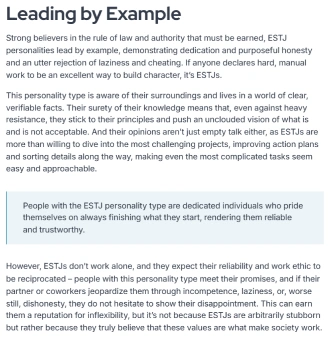 Leading by Example
Strong believers in the rule of law and authority that must be earned, ESTJ
personalities lead by example, demonstrating dedication and purposeful honesty
and an utter rejection of laziness and cheating. If anyone declares hard, manual
work to be an excellent way to build character, it's ESTJs.
This personality type is aware of their surroundings and lives in a world of clear,
verifiable facts. Their surety of their knowledge means that, even against heavy
resistance, they stick to their principles and push an unclouded vision of what is
and is not acceptable. And their opinions aren't just empty talk either, as ESTJs are
more than willing to dive into the most challenging projects, improving action plans
and sorting details along the way, making even the most complicated tasks seem
easy and approachable.
People with the ESTJ personality type are dedicated individuals who pride
themselves on always finishing what they start, rendering them reliable
and trustworthy.
However, ESTJs don't work alone, and they expect their reliability and work ethic to
be reciprocated – people with this personality type meet their promises, and if their
partner or coworkers jeopardize them through incompetence, laziness, or, worse
still, dishonesty, they do not hesitate to show their disappointment. This can earn
them a reputation for inflexibility, but it's not because ESTJs are arbitrarily stubborn
but rather because they truly believe that these values are what make society work.